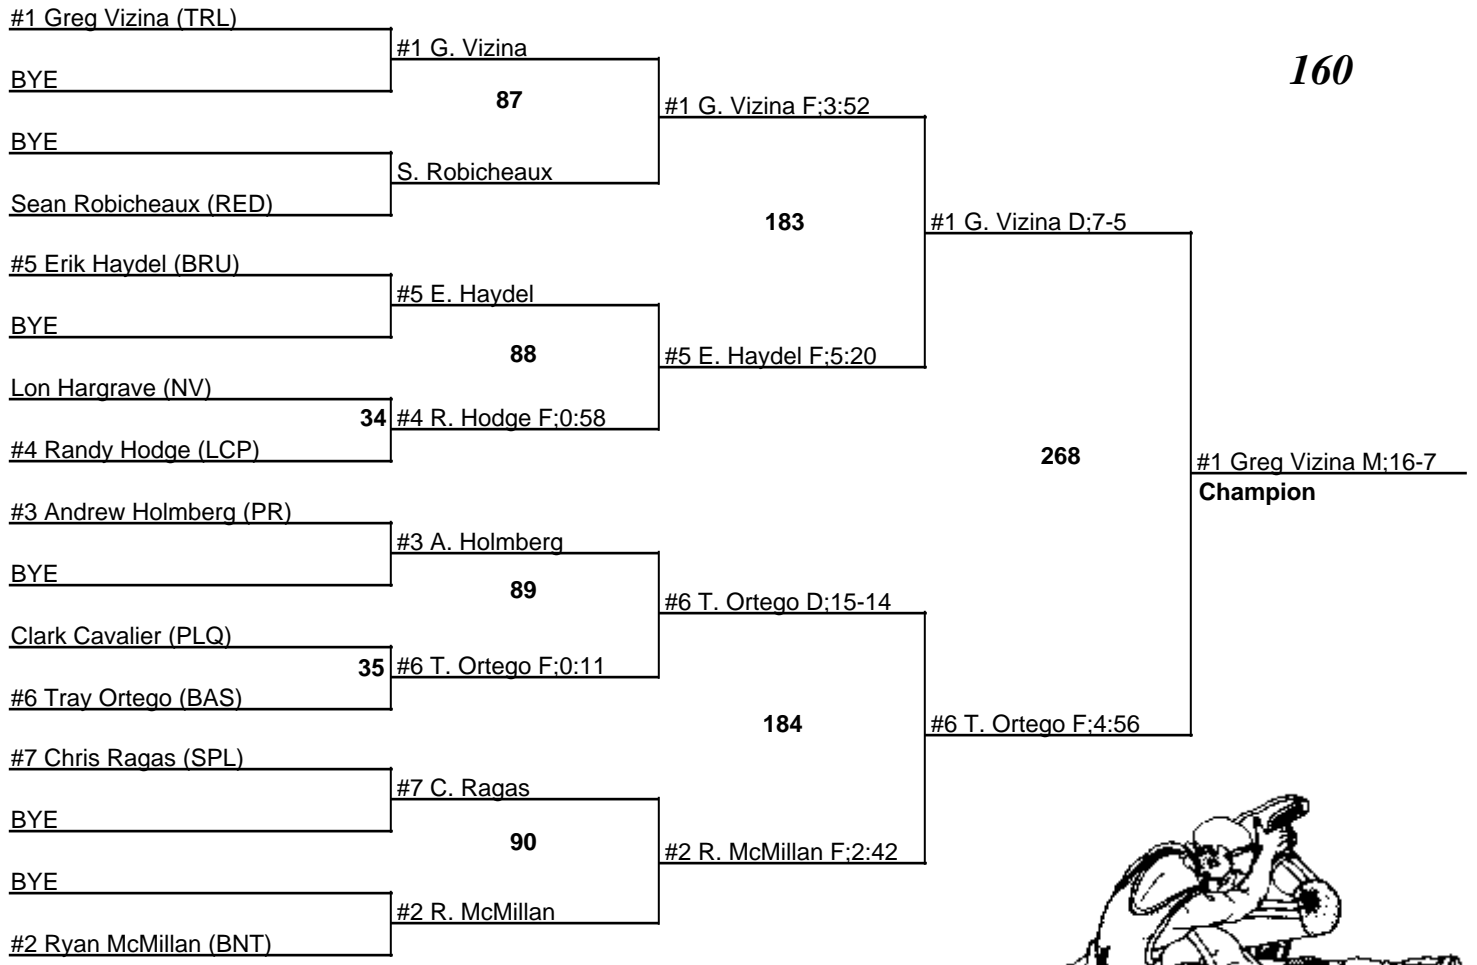 #1 Greg Vizina (TRL)
#1 G. Vizina
160
BYE
87
#1 G. Vizina F;3:52
BYE
S. Robicheaux
Sean Robicheaux (RED)
183
#1 G. Vizina D;7-5
#5 Erik Haydel (BRU)
#5 E. Haydel
BYE
88
#5 E. Haydel F;5:20
Lon Hargrave (NV)
34
#4 R. Hodge F;0:58
#4 Randy Hodge (LCP)
268
#1 Greg Vizina M;16-7
Champion
#3 Andrew Holmberg (PR)
#3 A. Holmberg
BYE
89
#6 T. Ortego D;15-14
Clark Cavalier (PLQ)
35
#6 T. Ortego F;0:11
#6 Tray Ortego (BAS)
184
#6 T. Ortego F;4:56
#7 Chris Ragas (SPL)
#7 C. Ragas
BYE
90
#2 R. McMillan F;2:42
BYE
#2 R. McMillan
#2 Ryan McMillan (BNT)